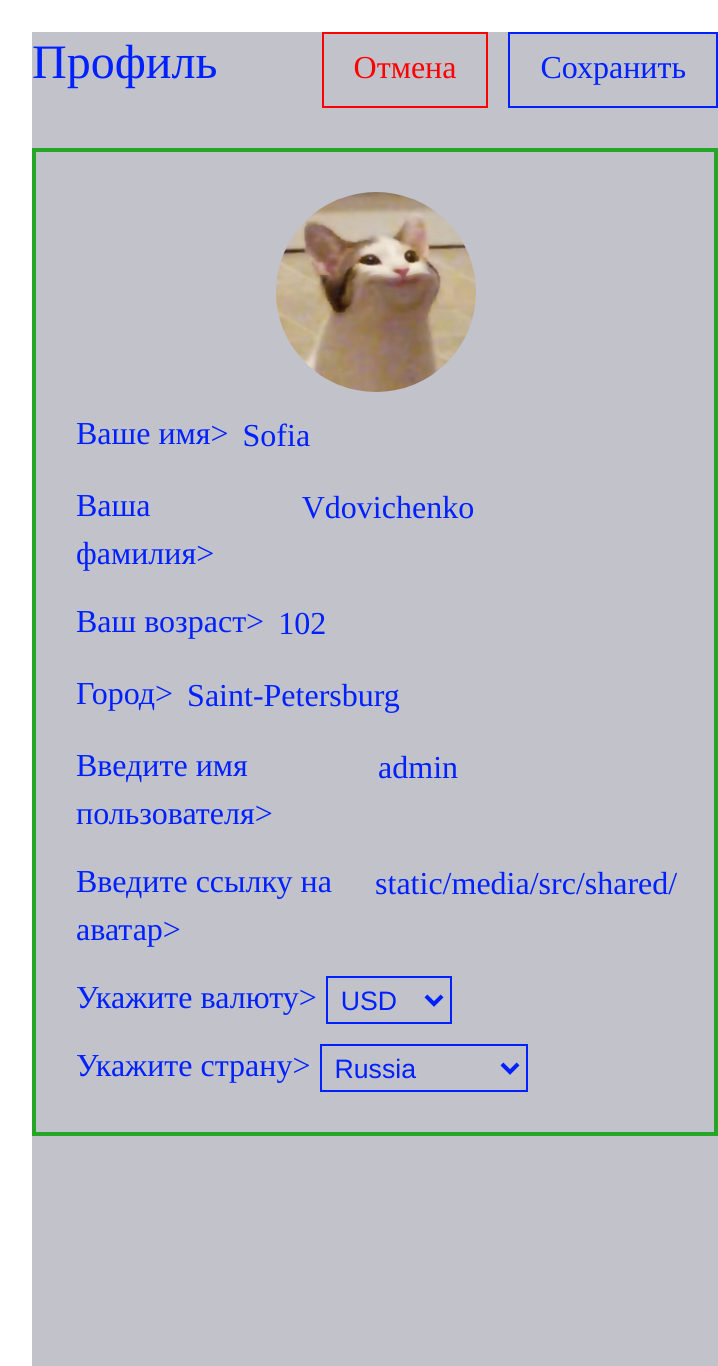 Профиль Отмена Сохранить
Ваше имя> Sofia
Ваша Vdovichenko
фамилия>
Ваш возраст> 102
Город> Saint-Petersburg
Введите имя admin
пользователя>
Введите ссылку на static/media/src/shared/
аватар>
Укажите валюту> USD
Укажите страну> Russia